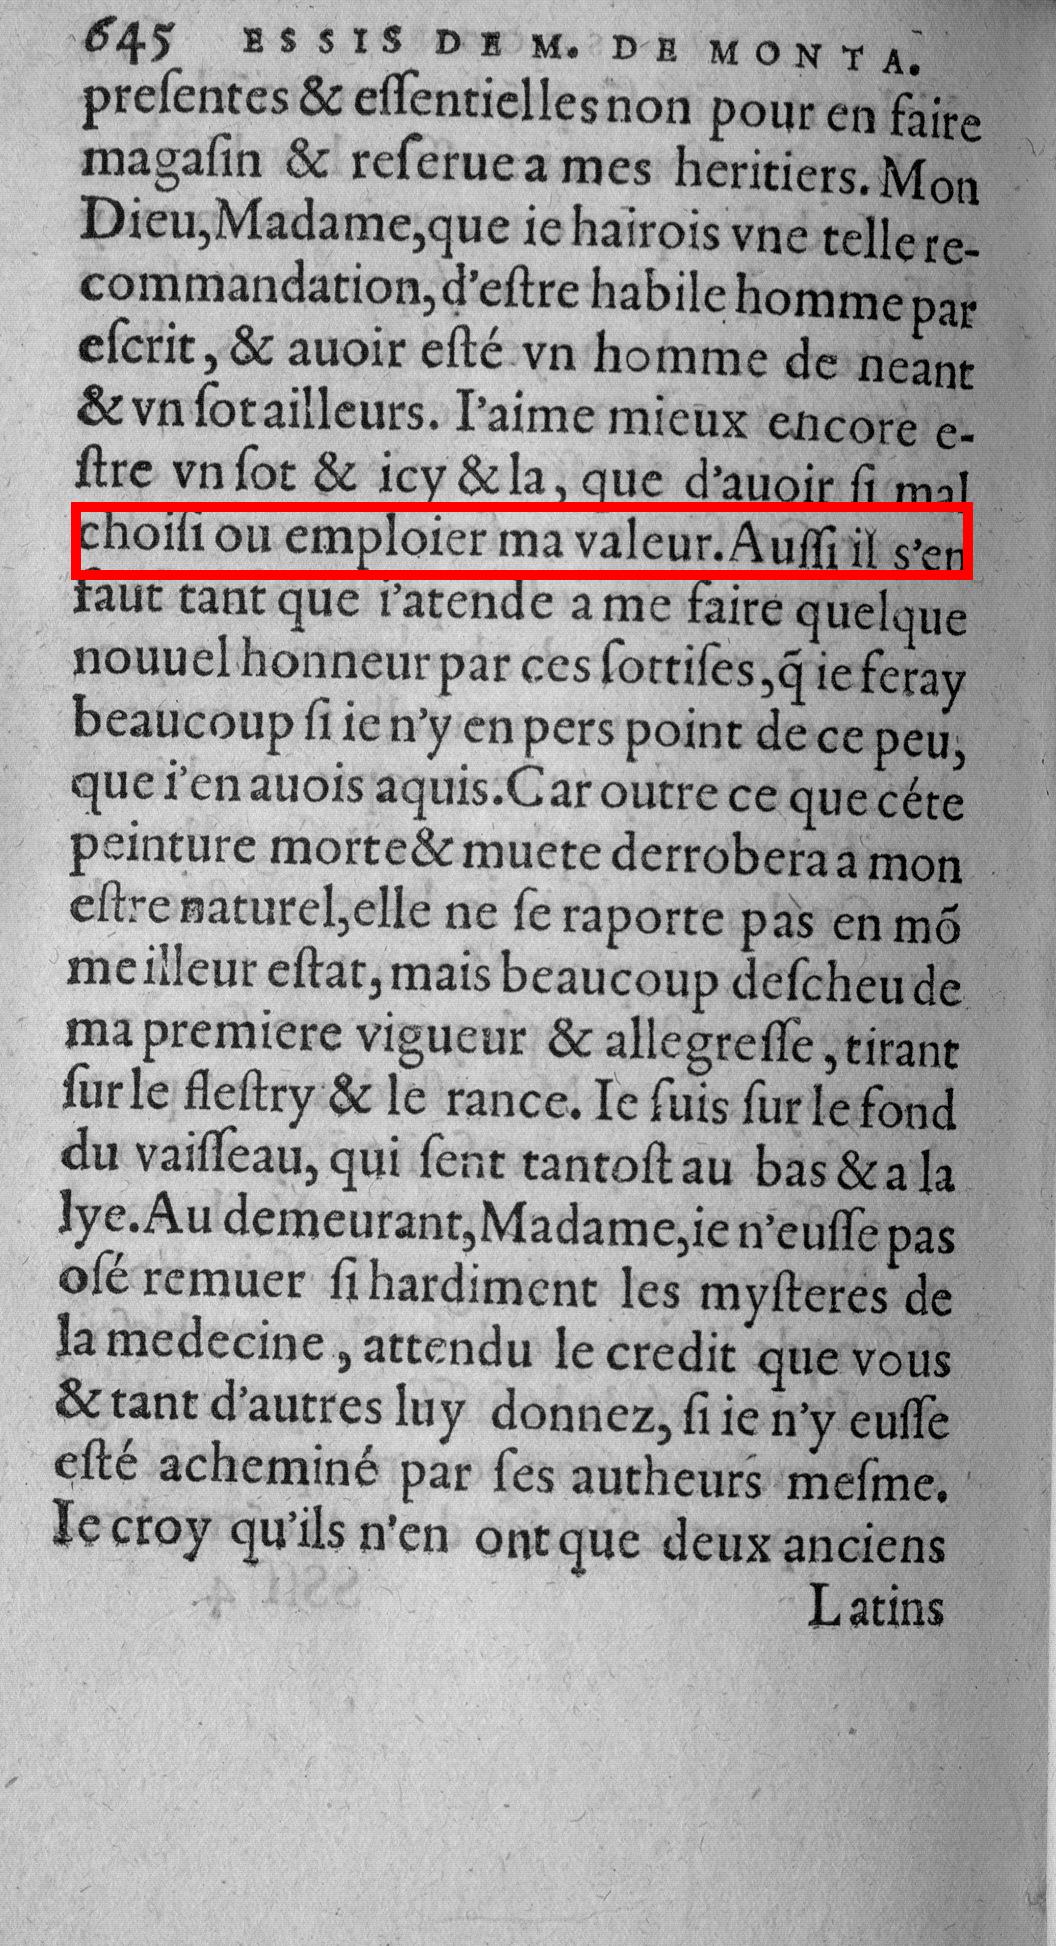 645 ESSIS DE M. DE MONTA.
preſentes & eſſentielles non pour en faire
magaſin & reſerue a mes heritiers. Mon
Dieu, Madame, que ie hairois vne telle re-
commandation, d'eſtre habile homme par
eſcrit, & auoir eſté vn homme de neant
& vn ſot ailleurs. I'aime mieux encore e-
ſtre vn ſot & icy & la, que d'auoir ſi mal
choiſi ou emploier ma valeur. Auſſi il s'en
faut tant que i'atende a me faire quelque
nouuel honneur par ces ſottiſes, q̃ ie feray
beaucoup ſi ie n'y en pers point de ce peu,
que i'en auois aquis. Car outre ce que céte
peinture morte & muete derrobera a mon
eſtre naturel, elle ne ſe raporte pas en mõ
meilleur eſtat, mais beaucoup deſcheu de
ma premiere vigueur & allegreſſe, tirant
ſur le fleſtry & le rance. Ie ſuis ſur le fond
du vaiſſeau, qui ſent tantoſt au bas & a la
lye. Au demeurant, Madame, ie n'euſſe pas
oſé remuer ſi hardiment les myſteres de
la medecine, attendu le credit que vous
& tant d'autres luy donnez, ſi ie n'y euſſe
eſté acheminé par ſes autheurs meſme.
Ie croy qu'ils n'en ont que deux anciens
Latins